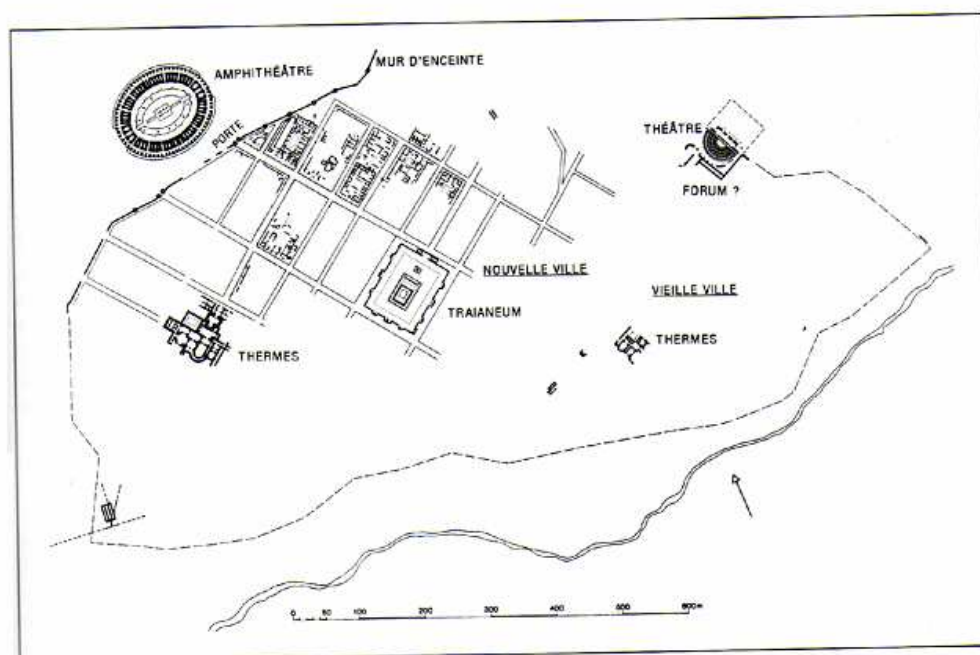 AMPHITHÉÂTRE
MUR D'ENCEINTE
PORTE
THÉÂTRE
FORUM ?
NOUVELLE VILLE
VIEILLE VILLE
TRAIANEUM
THERMES
THERMES
0 50 100 200 300 400 500 600m